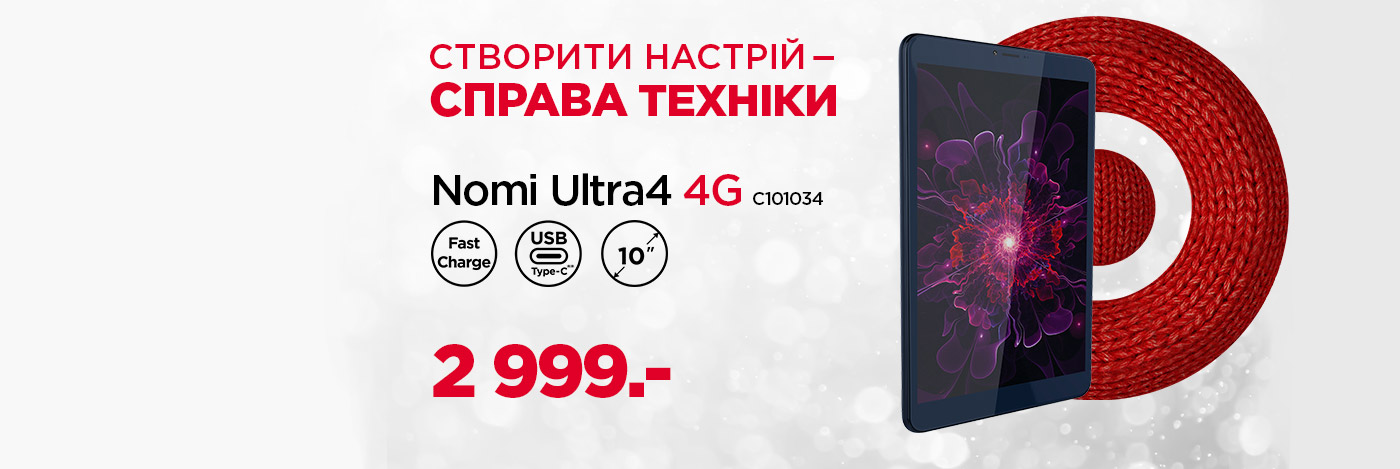 СТВОРИТИ НАСТРІЙ –
СПРАВА ТЕХНІКИ
Nomi Ultra4 4G C101034
Fast
Charge
USB
Type-C**
10”
2 999.-